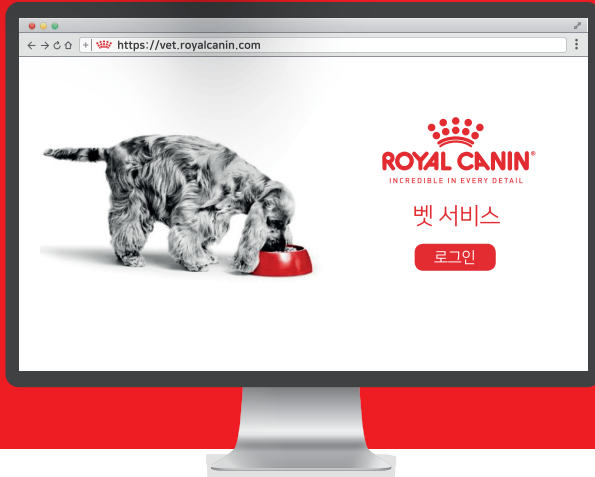 https://vet.royalcanin.com
ROYAL CANIN®
INCREDIBLE IN EVERY DETAIL
벳 서비스
로그인